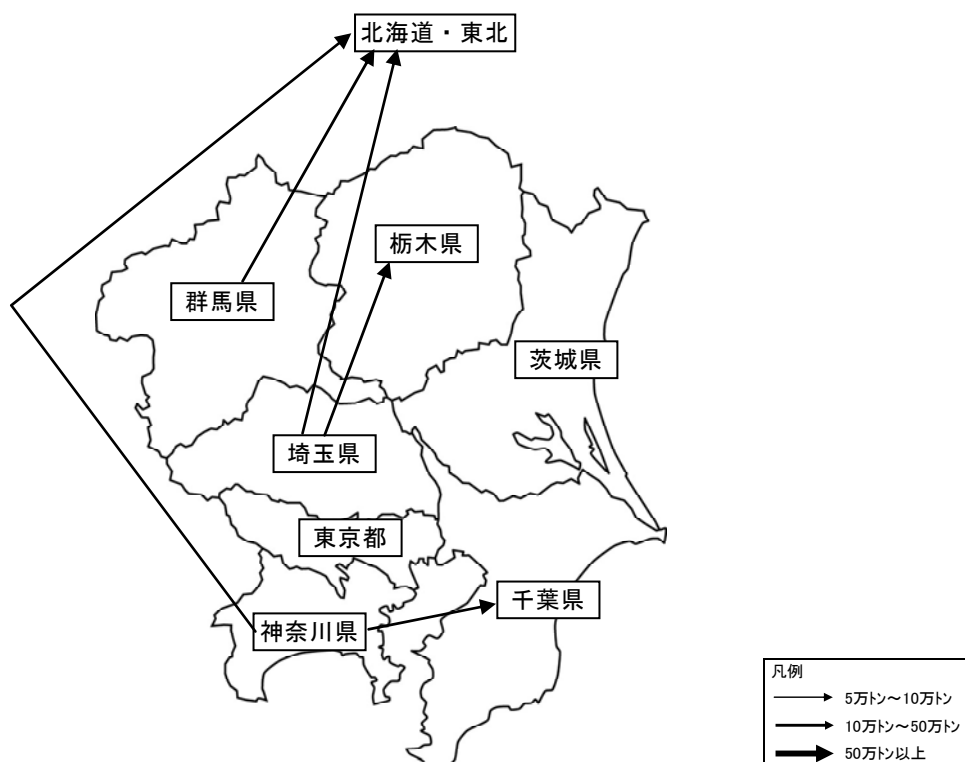 北海道・東北
栃木県
群馬県
茨城県
埼玉県
東京都
千葉県
神奈川県
凡例
5万トン～10万トン
10万トン～50万トン
50万トン以上